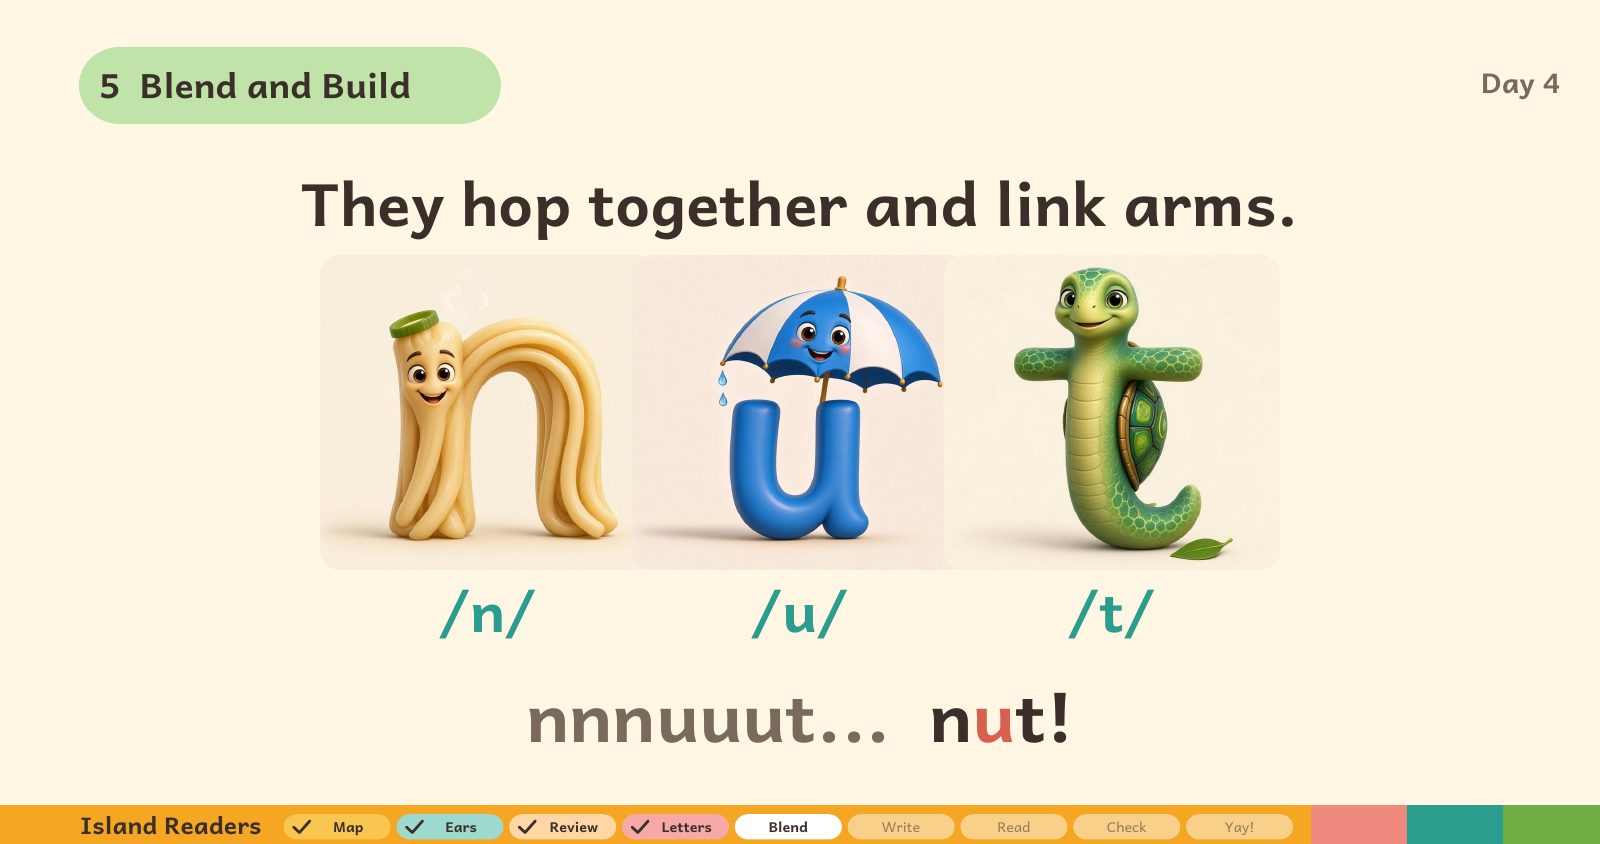 5 Blend and Build
Day 4
They hop together and link arms.
/n/ /u/ /t/
nnnuuut... nut!
Island Readers Map Ears Review Letters Blend Write Read Check Yay!